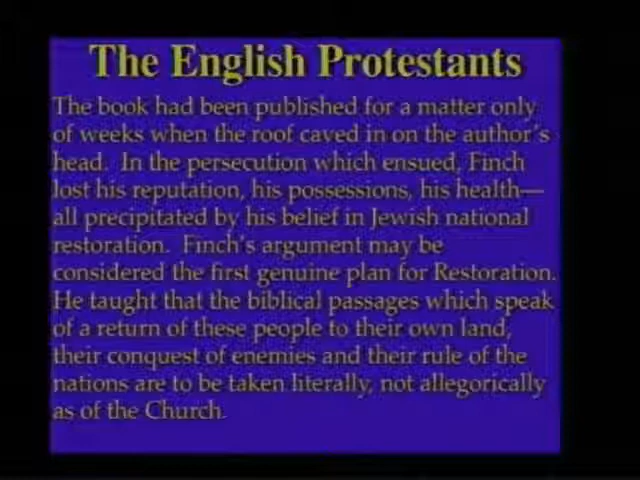 The English Protestants
The book had been published for a matter only
of weeks when the roof caved in on the author's
head. In the persecution which ensued, Finch
lost his reputation, his possessions, his health—
all precipitated by his belief in Jewish national
restoration. Finch's argument may be
considered the first genuine plan for Restoration.
He taught that the biblical passages which speak
of a return of these people to their own land,
their conquest of enemies and their rule of the
nations are to be taken literally, not allegorically
as of the Church.